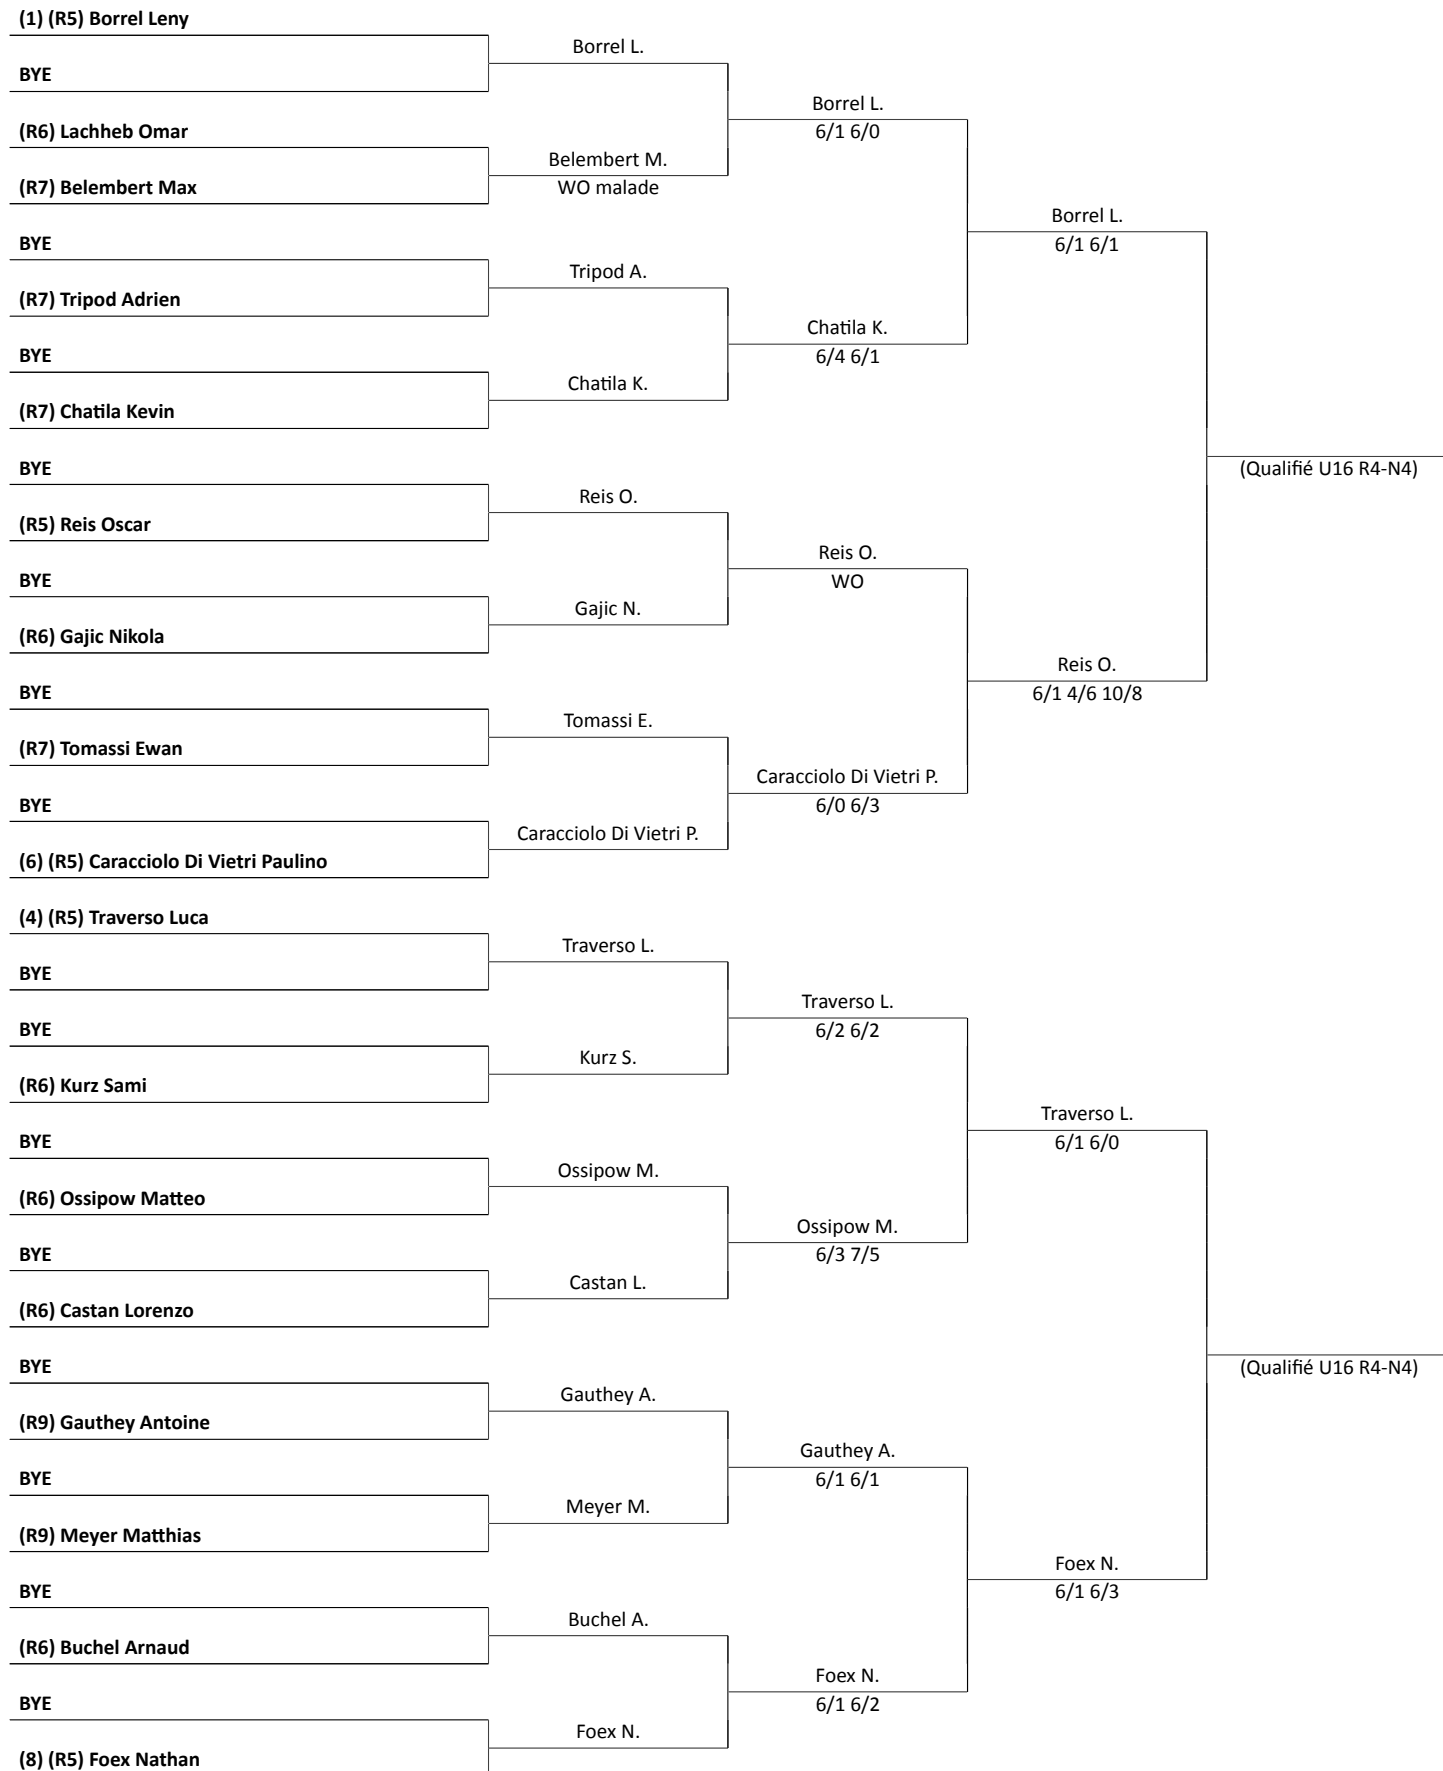 (1) (R5) Borrel Leny
Borrel L.
BYE
Borrel L.
(R6) Lachheb Omar
6/1 6/0
Belembert M.
(R7) Belembert Max
WO malade
Borrel L.
BYE
6/1 6/1
Tripod A.
(R7) Tripod Adrien
Chatila K.
BYE
6/4 6/1
Chatila K.
(R7) Chatila Kevin
BYE
(Qualifié U16 R4-N4)
Reis O.
(R5) Reis Oscar
Reis O.
BYE
WO
Gajic N.
(R6) Gajic Nikola
Reis O.
BYE
6/1 4/6 10/8
Tomassi E.
(R7) Tomassi Ewan
Caracciolo Di Vietri P.
BYE
6/0 6/3
Caracciolo Di Vietri P.
(6) (R5) Caracciolo Di Vietri Paulino
(4) (R5) Traverso Luca
Traverso L.
BYE
Traverso L.
BYE
6/2 6/2
Kurz S.
(R6) Kurz Sami
Traverso L.
BYE
6/1 6/0
Ossipow M.
(R6) Ossipow Matteo
Ossipow M.
BYE
6/3 7/5
Castan L.
(R6) Castan Lorenzo
BYE
(Qualifié U16 R4-N4)
Gauthey A.
(R9) Gauthey Antoine
Gauthey A.
BYE
6/1 6/1
Meyer M.
(R9) Meyer Matthias
Foex N.
BYE
6/1 6/3
Buchel A.
(R6) Buchel Arnaud
Foex N.
BYE
6/1 6/2
Foex N.
(8) (R5) Foex Nathan